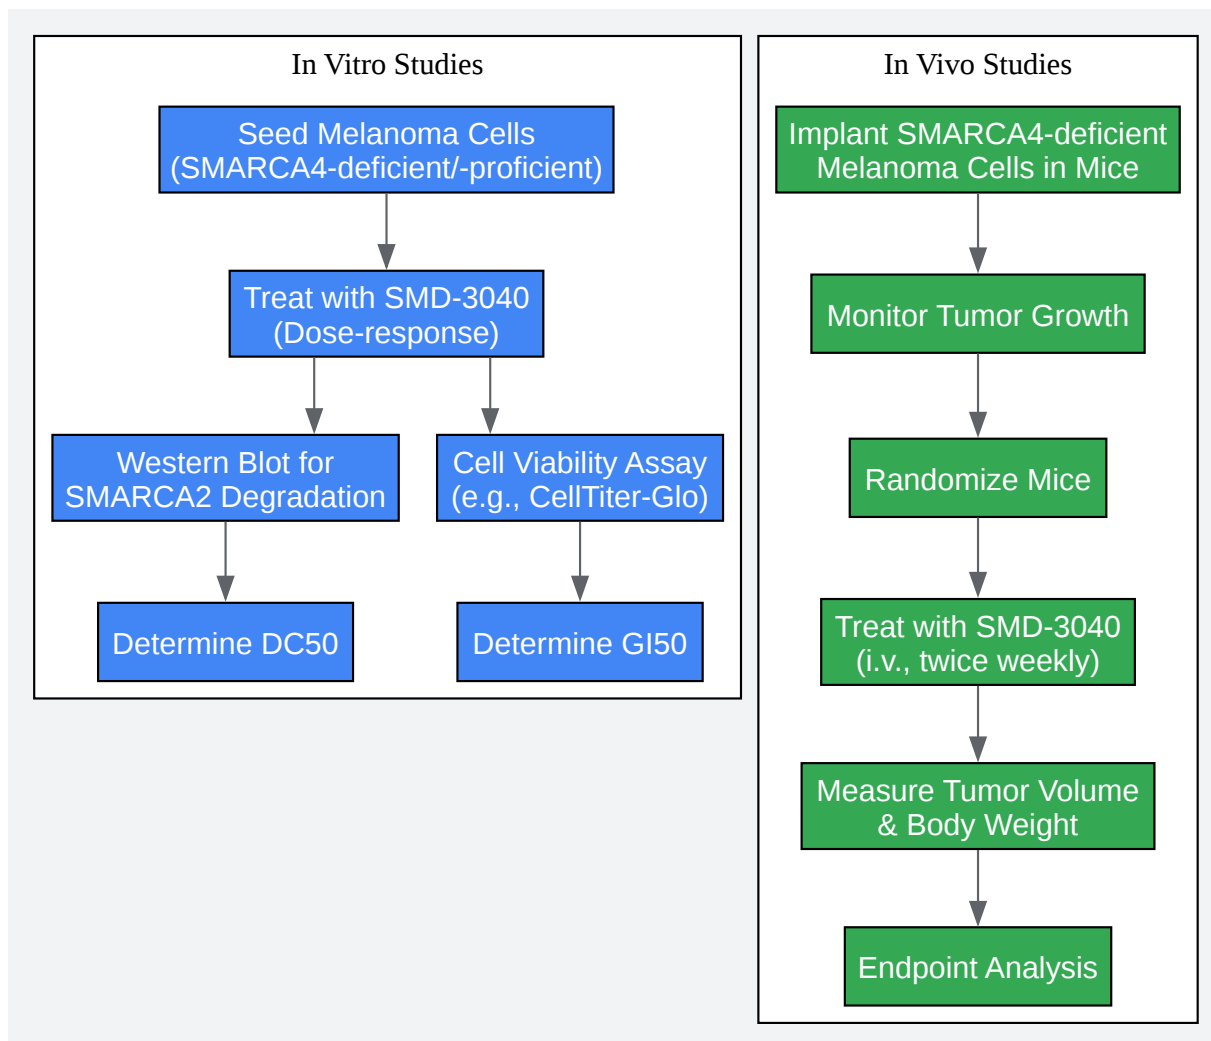 In Vitro Studies
Seed Melanoma Cells
(SMARCA4-deficient/-proficient)
Treat with SMD-3040
(Dose-response)
Western Blot for
SMARCA2 Degradation
Cell Viability Assay
(e.g., CellTiter-Glo)
Determine DC50
Determine GI50
In Vivo Studies
Implant SMARCA4-deficient
Melanoma Cells in Mice
Monitor Tumor Growth
Randomize Mice
Treat with SMD-3040
(i.v., twice weekly)
Measure Tumor Volume
& Body Weight
Endpoint Analysis